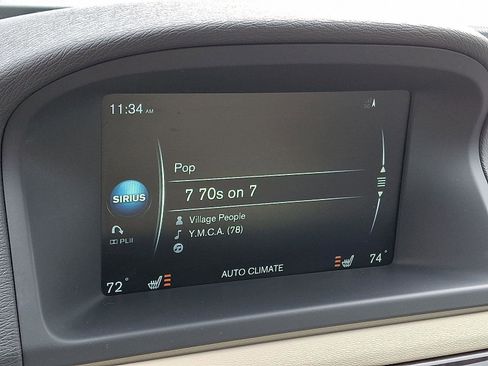 11:34 AM
Pop
7 70s on 7
SIRIUS
Village People
Y.M.C.A. (78)
PLII
72°
AUTO CLIMATE
74°